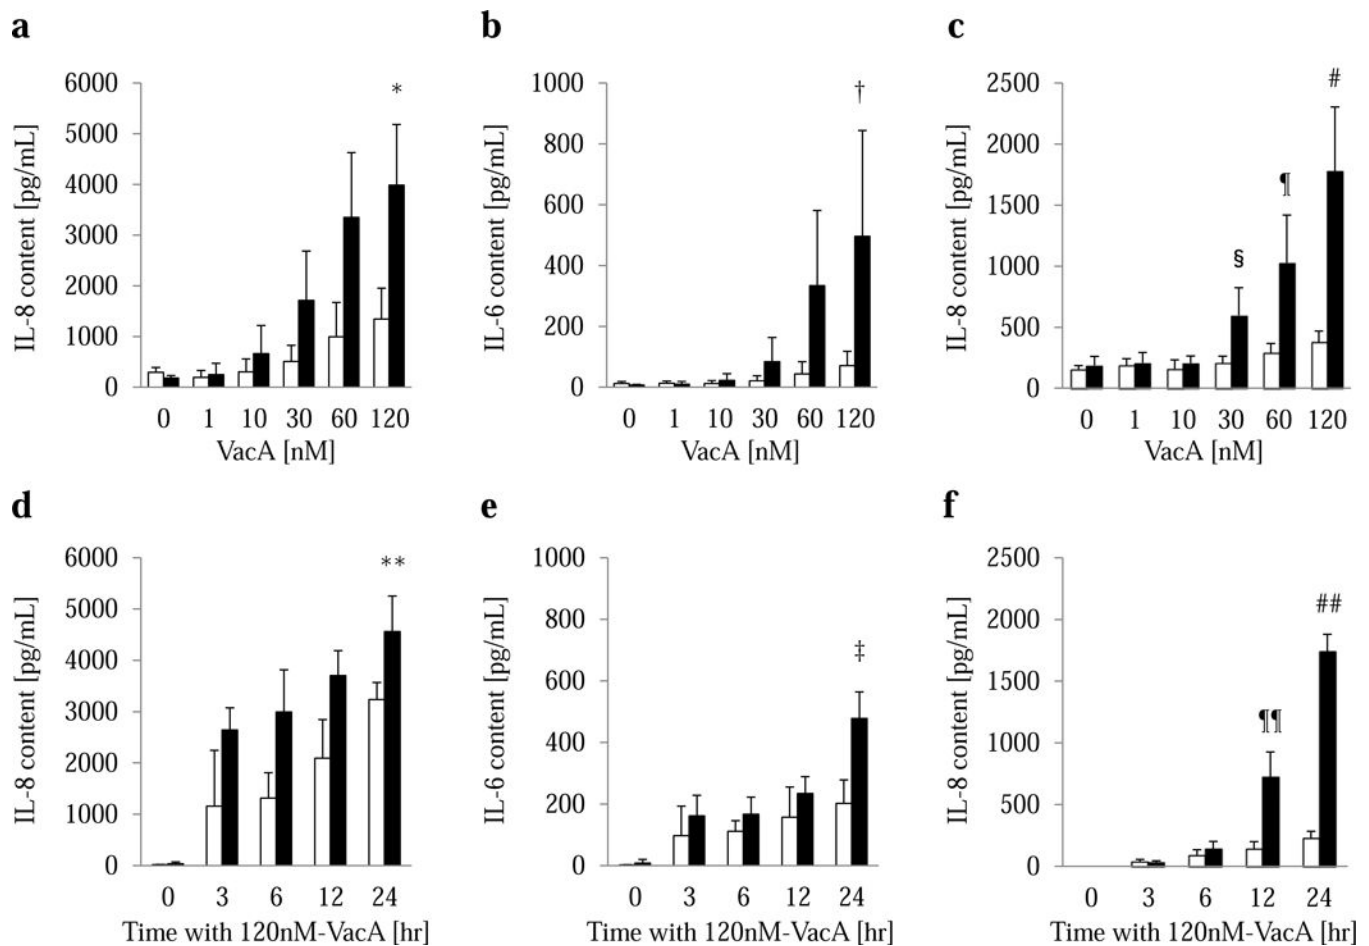 a
b
c
6000
5000
4000
3000
2000
1000
0
IL-8 content [pg/mL]
*
0 1 10 30 60 120
VacA [nM]
1000
800
600
400
200
0
IL-6 content [pg/mL]
†
0 1 10 30 60 120
VacA [nM]
2500
2000
1500
1000
500
0
IL-8 content [pg/mL]
§
¶
#
0 1 10 30 60 120
VacA [nM]
d
e
f
6000
5000
4000
3000
2000
1000
0
IL-8 content [pg/mL]
**
0 3 6 12 24
Time with 120nM-VacA [hr]
1000
800
600
400
200
0
IL-6 content [pg/mL]
‡
0 3 6 12 24
Time with 120nM-VacA [hr]
2500
2000
1500
1000
500
0
IL-8 content [pg/mL]
¶¶
##
0 3 6 12 24
Time with 120nM-VacA [hr]